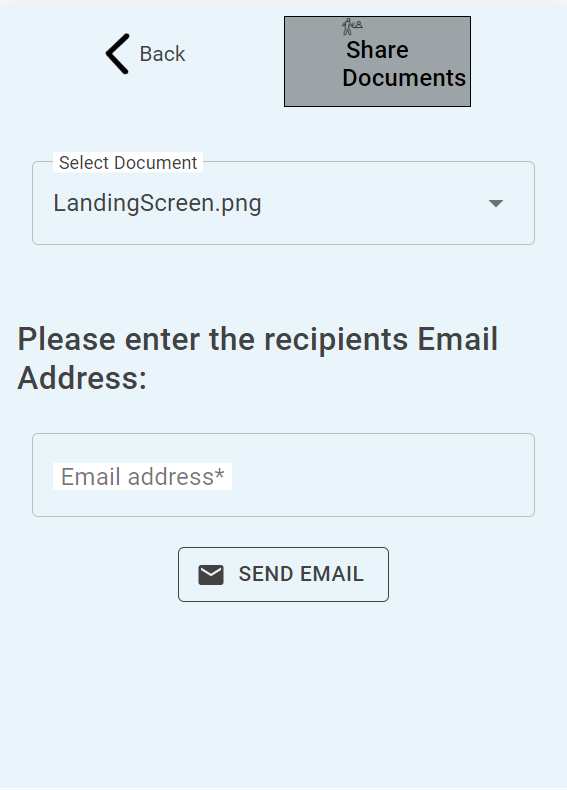 Back
Share
Documents
Select Document
LandingScreen.png
Please enter the recipients Email
Address:
Email address*
SEND EMAIL